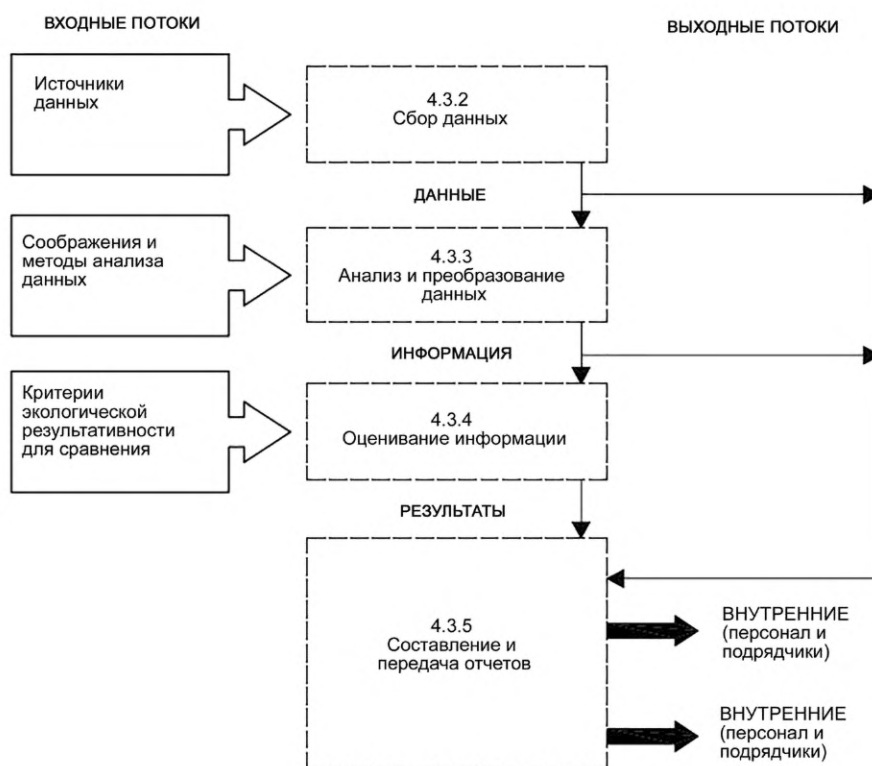 ВХОДНЫЕ ПОТОКИ
ВЫХОДНЫЕ ПОТОКИ
Источники
данных
4.3.2
Сбор данных
ДАННЫЕ
Соображения и
методы анализа
данных
4.3.3
Анализ и преобразование
данных
ИНФОРМАЦИЯ
Критерии
экологической
результативности
для сравнения
4.3.4
Оценивание информации
РЕЗУЛЬТАТЫ
4.3.5
Составление и
передача отчетов
ВНУТРЕННИЕ
(персонал и
подрядчики)
ВНУТРЕННИЕ
(персонал и
подрядчики)